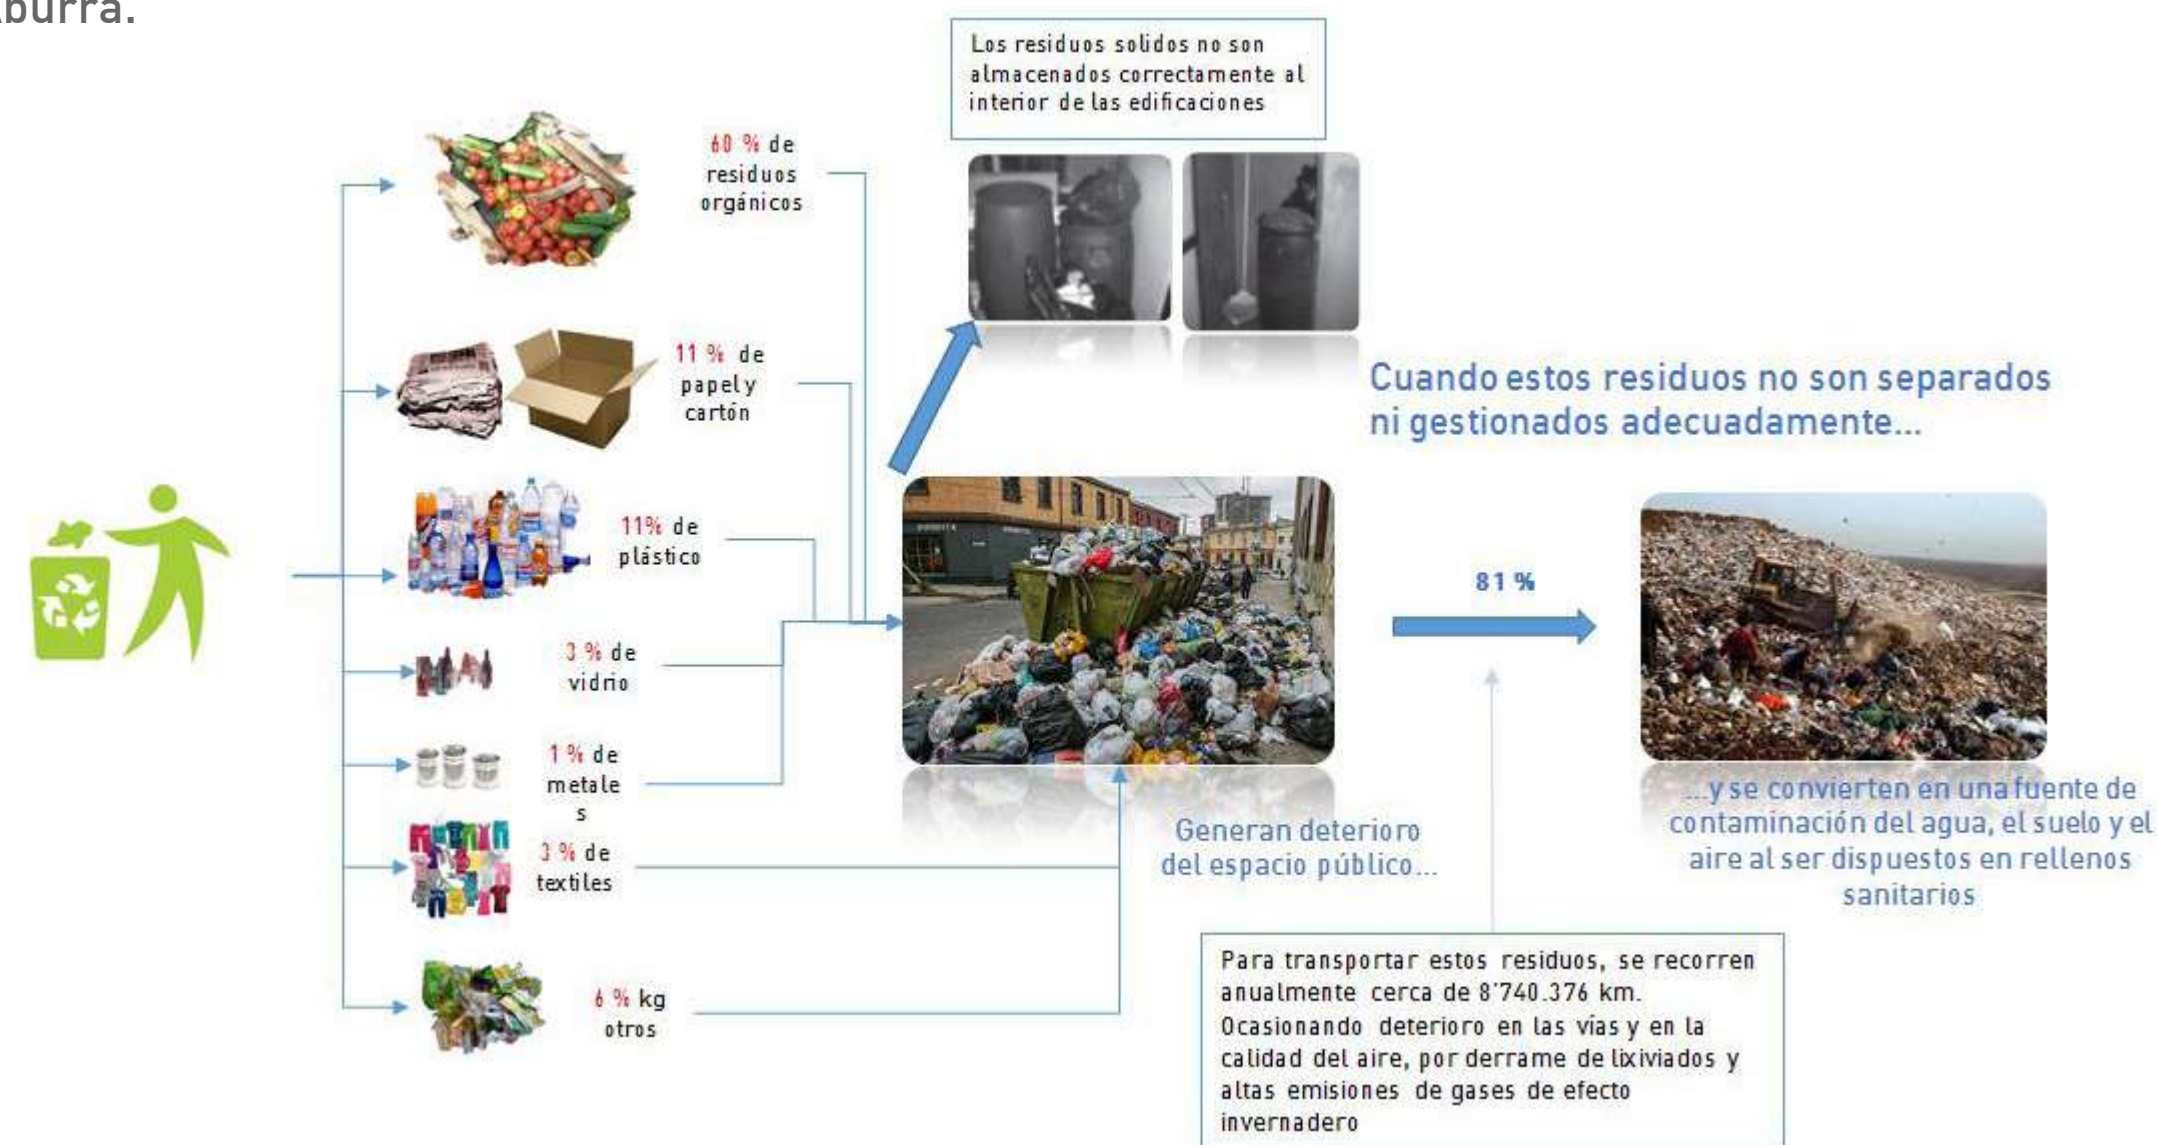 Aburrá.
Los residuos solidos no son
almacenados correctamente al
interior de las edificaciones
60 % de
residuos
orgánicos
11 % de
papel y
cartón
11% de
plástico
3 % de
vidrio
1 % de
metale
s
3 % de
textiles
6 % kg
otros
Cuando estos residuos no son separados
ni gestionados adecuadamente...
81 %
Generan deterioro
del espacio público...
...y se convierten en una fuente de
contaminación del agua, el suelo y el
aire al ser dispuestos en rellenos
sanitarios
Para transportar estos residuos, se recorren
anualmente cerca de 8'740.376 km.
Ocasionando deterioro en las vías y en la
calidad del aire, por derrame de lixiviados y
altas emisiones de gases de efecto
invernadero